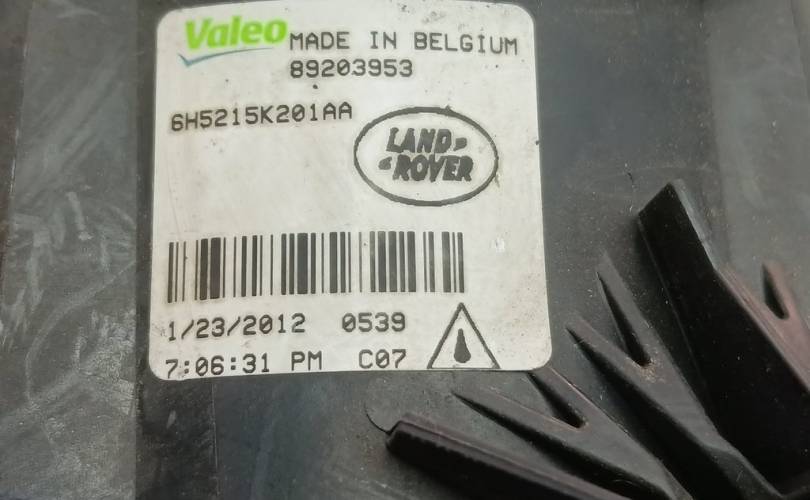 Valeo MADE IN BELGIUM
89203953
6H5215K201AA
LAND
ROVER
1/23/2012 0539
7:06:31 PM C07